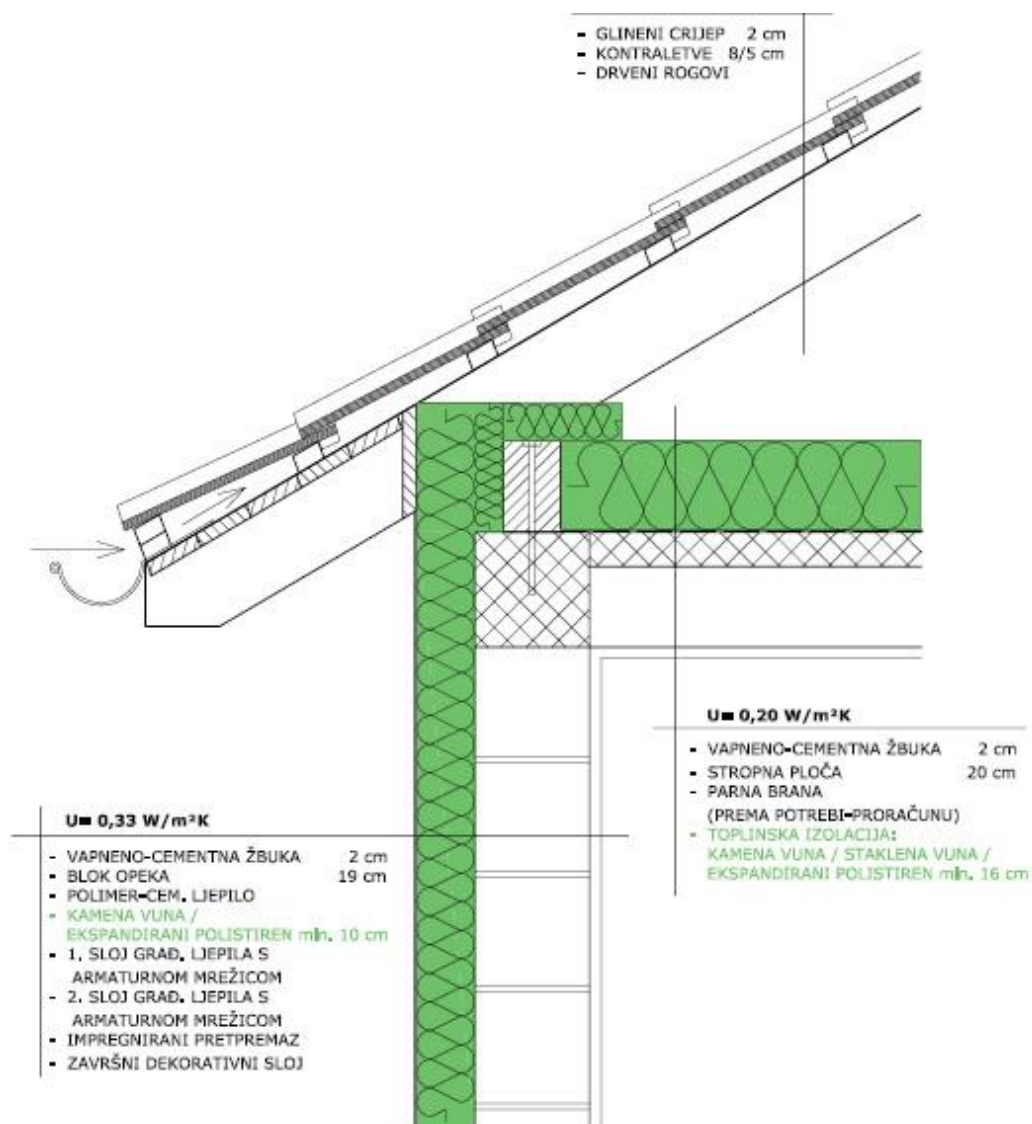 - GLINENI CRIJEP 2 cm
- KONTRALETVE 8/5 cm
- DRVENI ROGOVI
U= 0,20 W/m²K
- VAPNENO-CEMENTNA ŽBUKA 2 cm
- STROPNA PLOČA 20 cm
- PARNA BRANA
(PREMA POTREBI-PRORAČUNU)
- TOPLINSKA IZOLACIJA:
KAMENA VUNA / STAKLENA VUNA /
EKSPANDIRANI POLISTIREN min. 16 cm
U= 0,33 W/m²K
- VAPNENO-CEMENTNA ŽBUKA 2 cm
- BLOK OPEKA 19 cm
- POLIMER-CEM. LJEPILO
- KAMENA VUNA /
EKSPANDIRANI POLISTIREN min. 10 cm
- 1. SLOJ GRAĐ. LJEPILA S
ARMATURNOM MREŽICOM
- 2. SLOJ GRAĐ. LJEPILA S
ARMATURNOM MREŽICOM
- IMPREGNIRANI PRETPREMAZ
- ZAVRŠNI DEKORATIVNI SLOJ